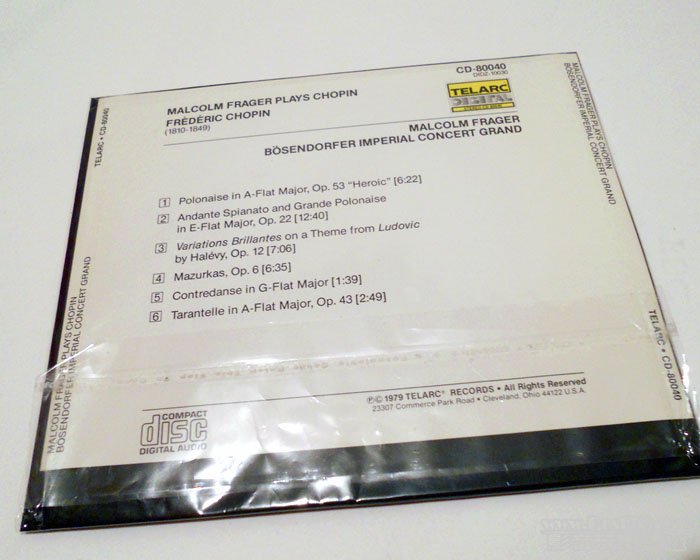 CD-80040
DIDZ-10030
TELARC
DIGITAL
MALCOLM FRAGER PLAYS CHOPIN
FRÉDÉRIC CHOPIN
(1810-1849)
MALCOLM FRAGER
BÖSENDORFER IMPERIAL CONCERT GRAND
1 Polonaise in A-Flat Major, Op. 53 “Heroic” [6:22]
2 Andante Spianato and Grande Polonaise
in E-Flat Major, Op. 22 [12:40]
3 Variations Brillantes on a Theme from Ludovic
by Halévy, Op. 12 [7:06]
4 Mazurkas, Op. 6 [6:35]
5 Contredanse in G-Flat Major [1:39]
6 Tarantelle in A-Flat Major, Op. 43 [2:49]
COMPACT
disc
DIGITAL AUDIO
℗© 1979 TELARC® RECORDS • All Rights Reserved
23307 Commerce Park Road • Cleveland, Ohio 44122 U.S.A.
TELARC • CD-80040
MALCOLM FRAGER PLAYS CHOPIN
BÖSENDORFER IMPERIAL CONCERT GRAND
MALCOLM FRAGER PLAYS CHOPIN
BÖSENDORFER IMPERIAL CONCERT GRAND
TELARC • CD-80040